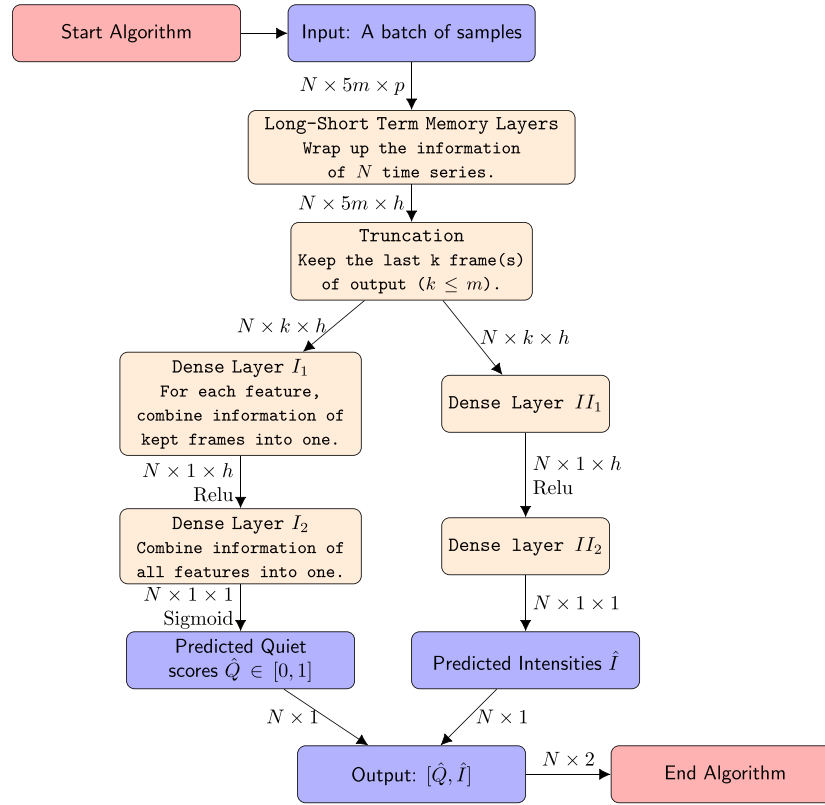 Start Algorithm
Input: A batch of samples
N × 5m × p
Long-Short Term Memory Layers
Wrap up the information
of N time series.
N × 5m × h
Truncation
Keep the last k frame(s)
of output (k ≤ m).
N × k × h
N × k × h
Dense Layer I₁
For each feature,
combine information of
kept frames into one.
Dense Layer II₁
N × 1 × h
Relu
N × 1 × h
Relu
Dense Layer I₂
Combine information of
all features into one.
Dense layer II₂
N × 1 × 1
Sigmoid
N × 1 × 1
Predicted Quiet
scores Q̂ ∈ [0, 1]
Predicted Intensities Î
N × 1
N × 1
Output: [Q̂, Î]
N × 2
End Algorithm